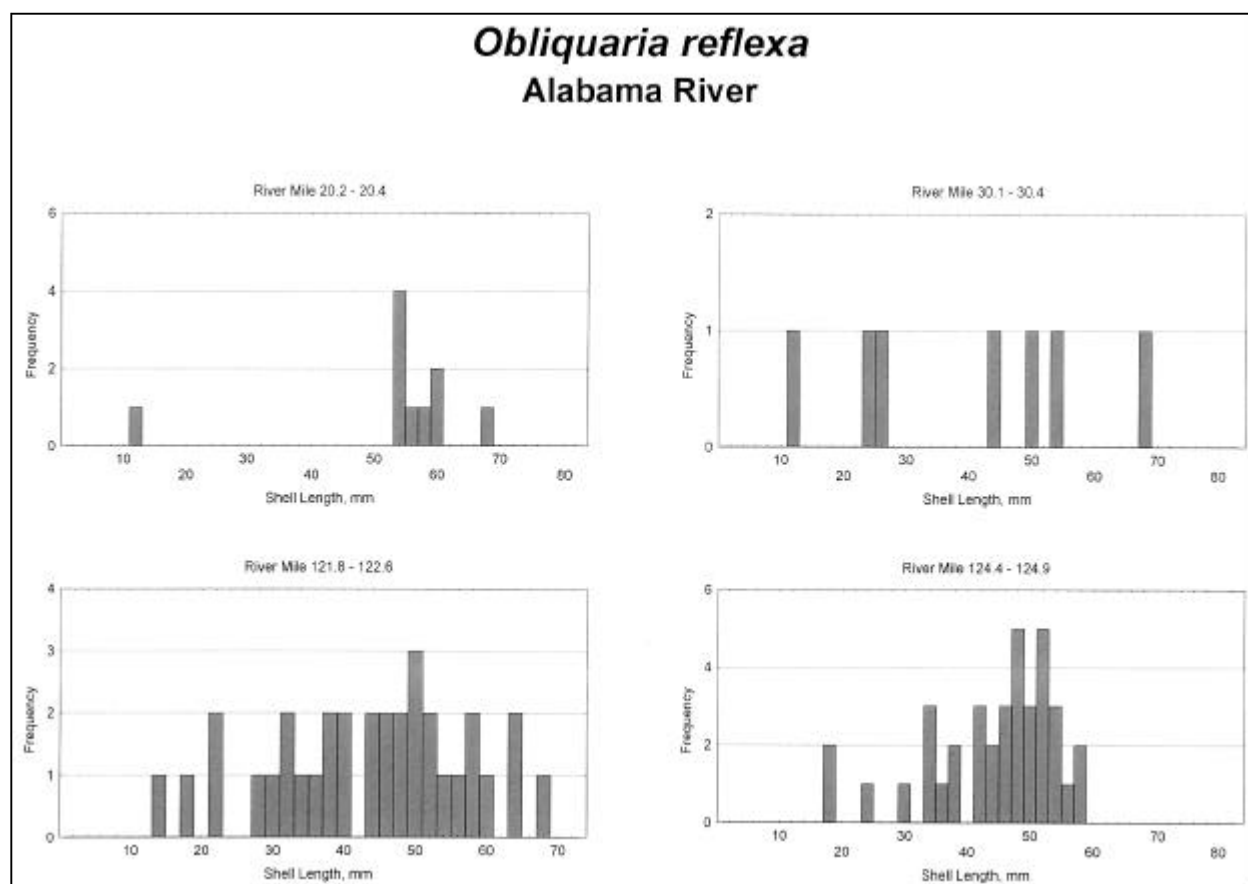 Obliquaria reflexa
Alabama River
River Mile 20.2 - 20.4
6
4
2
0
Frequency
10 30 50 70
20 40 60 80
Shell Length, mm
River Mile 30.1 - 30.4
2
1
0
Frequency
10 30 50 70
20 40 60 80
Shell Length, mm
River Mile 121.8 - 122.6
4
3
2
1
0
Frequency
10 20 30 40 50 60 70
Shell Length, mm
River Mile 124.4 - 124.9
6
4
2
0
Frequency
10 30 50 70
20 40 60 80
Shell Length, mm